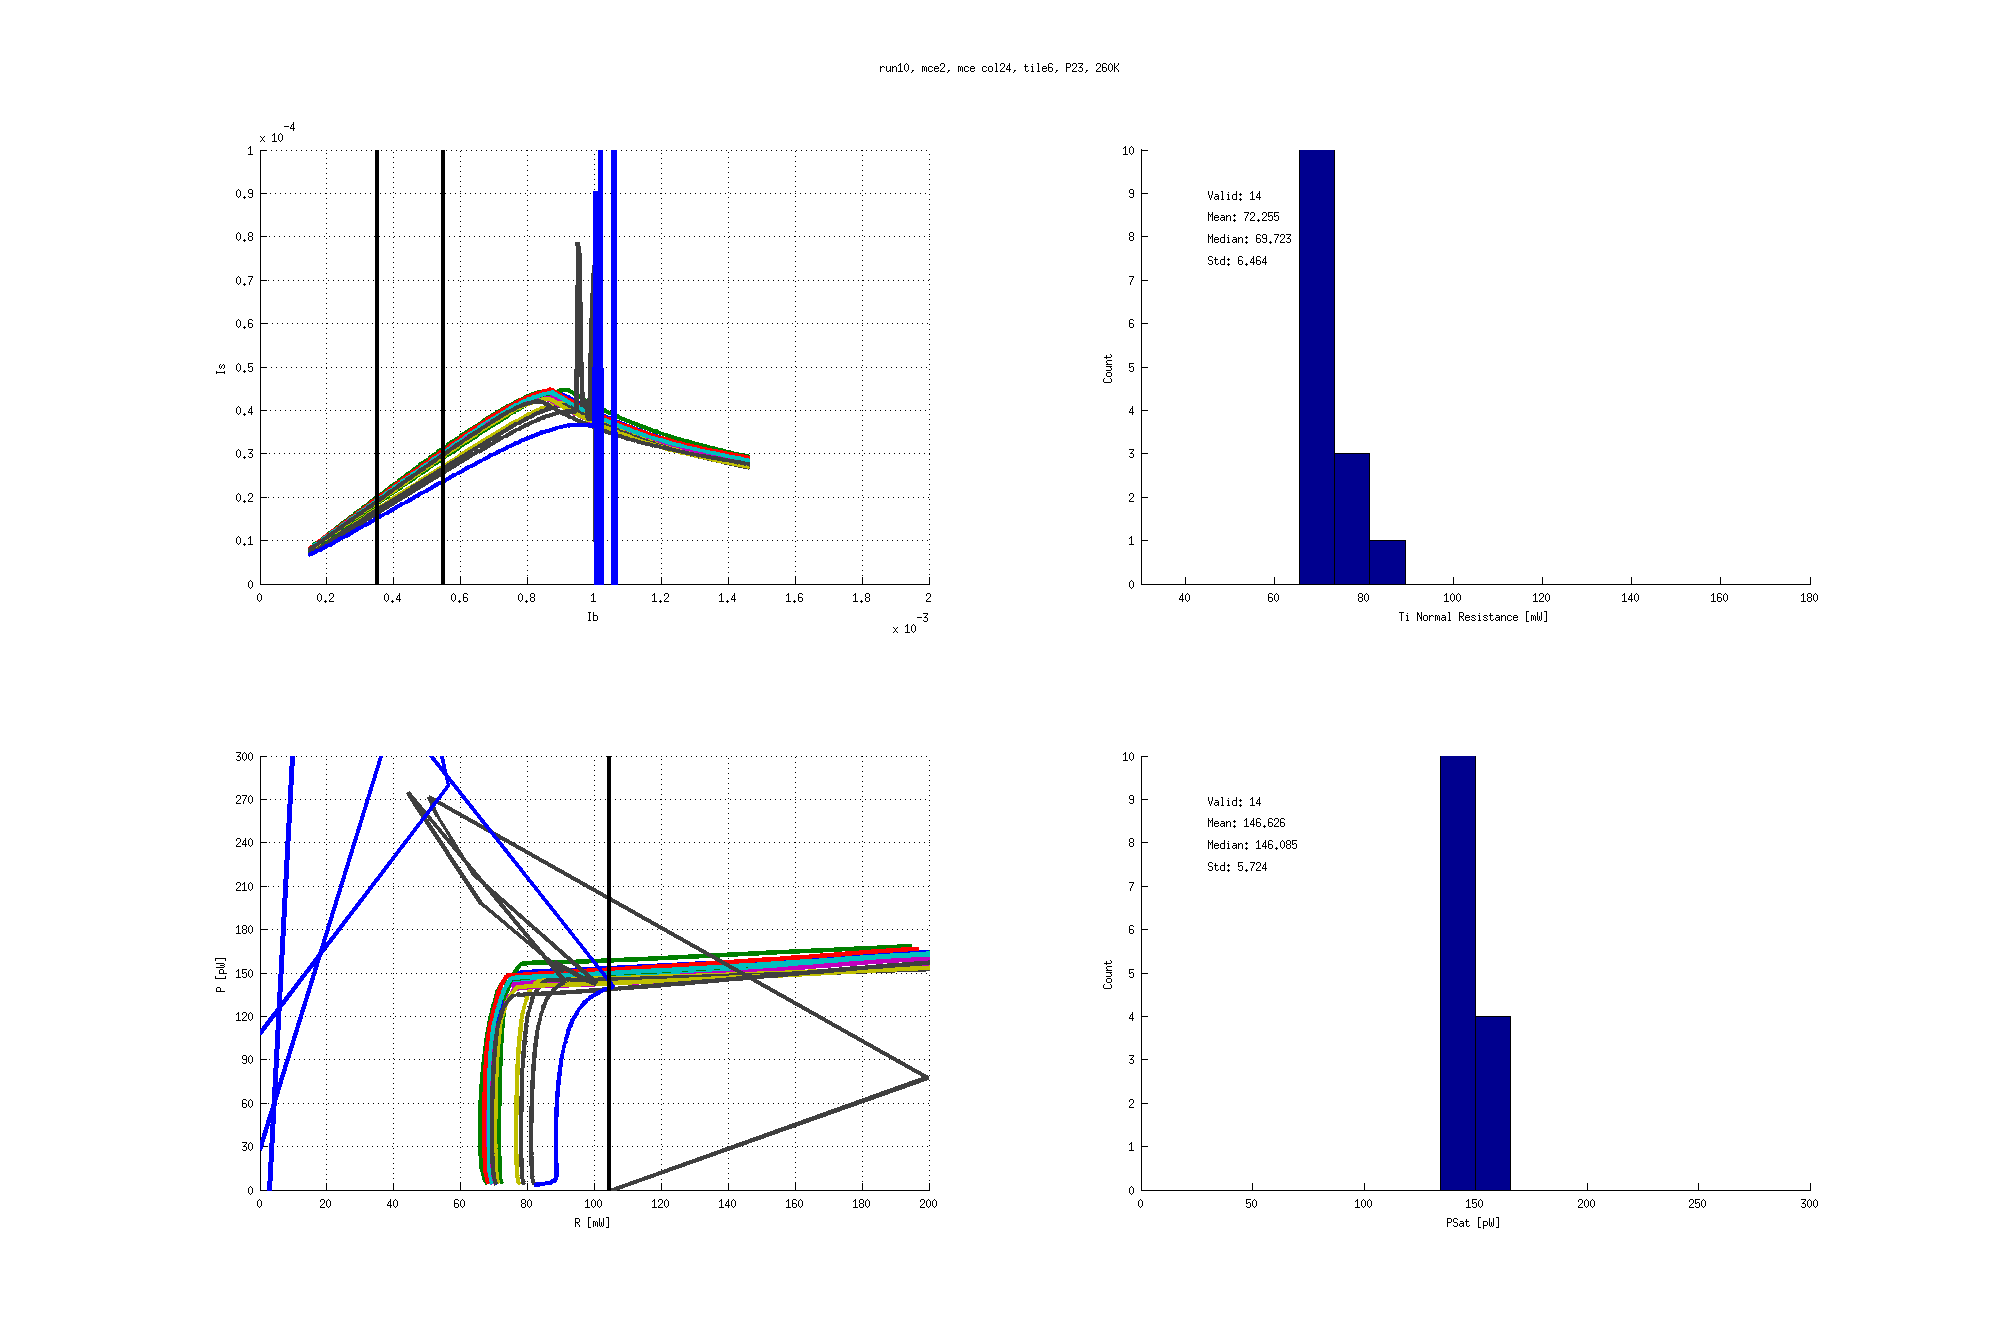 run10, mce2, mce col24, tile6, P23, 260K
x 10 -4
1
0.9
0.8
0.7
0.6
0.5
0.4
0.3
0.2
0.1
0
Is
0 0.2 0.4 0.6 0.8 1 1.2 1.4 1.6 1.8 2
Ib
x 10 -3
10
9
8
7
6
5
4
3
2
1
0
Count
Valid: 14
Mean: 72.255
Median: 69.723
Std: 6.464
40 60 80 100 120 140 160 180
Ti Normal Resistance [mW]
300
270
240
210
180
150
120
90
60
30
0
P [pW]
0 20 40 60 80 100 120 140 160 180 200
R [mW]
10
9
8
7
6
5
4
3
2
1
0
Count
Valid: 14
Mean: 146.626
Median: 146.085
Std: 5.724
0 50 100 150 200 250 300
PSat [pW]